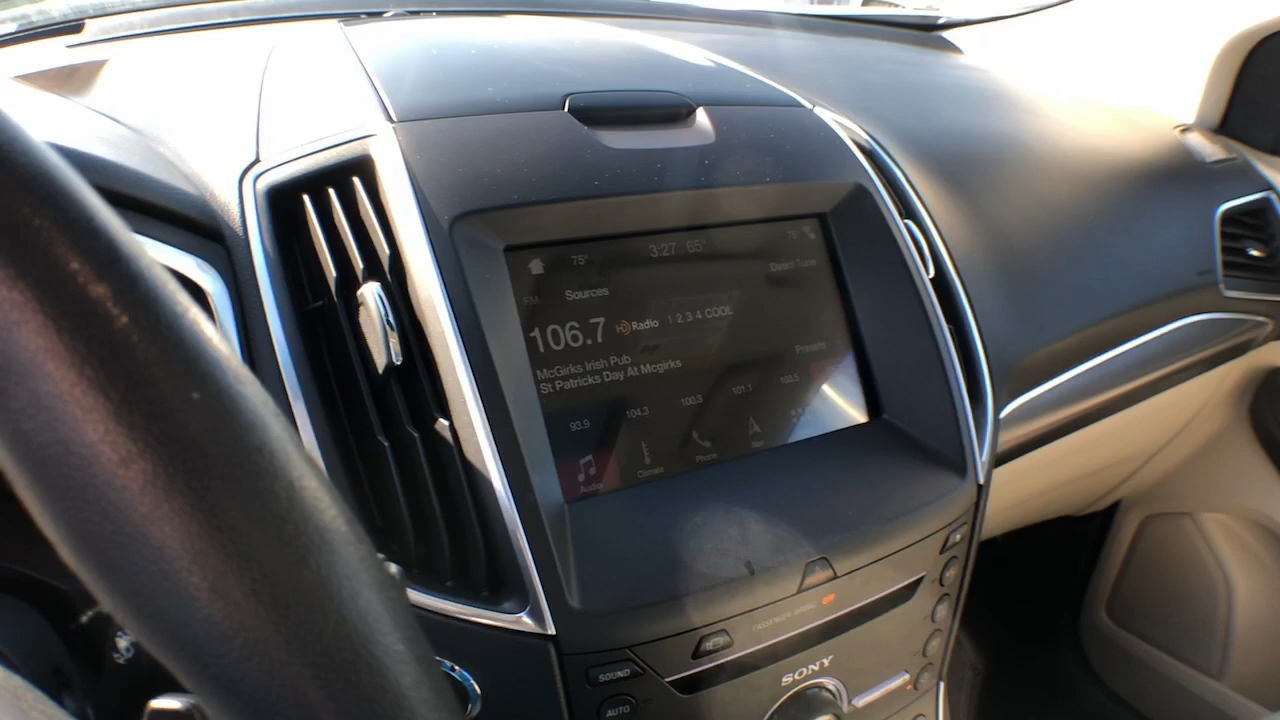 75° 3:27 65° 75°
FM Sources Direct Tune
106.7 HD Radio 1 2 3 4 COOL
McGirks Irish Pub
St Patricks Day At Mcgirks
Presets
93.9 104.3 100.3 101.1 103.5
Audio Climate Phone Nav
PASSENGER AIRBAG OFF
SOUND
SONY
AUTO